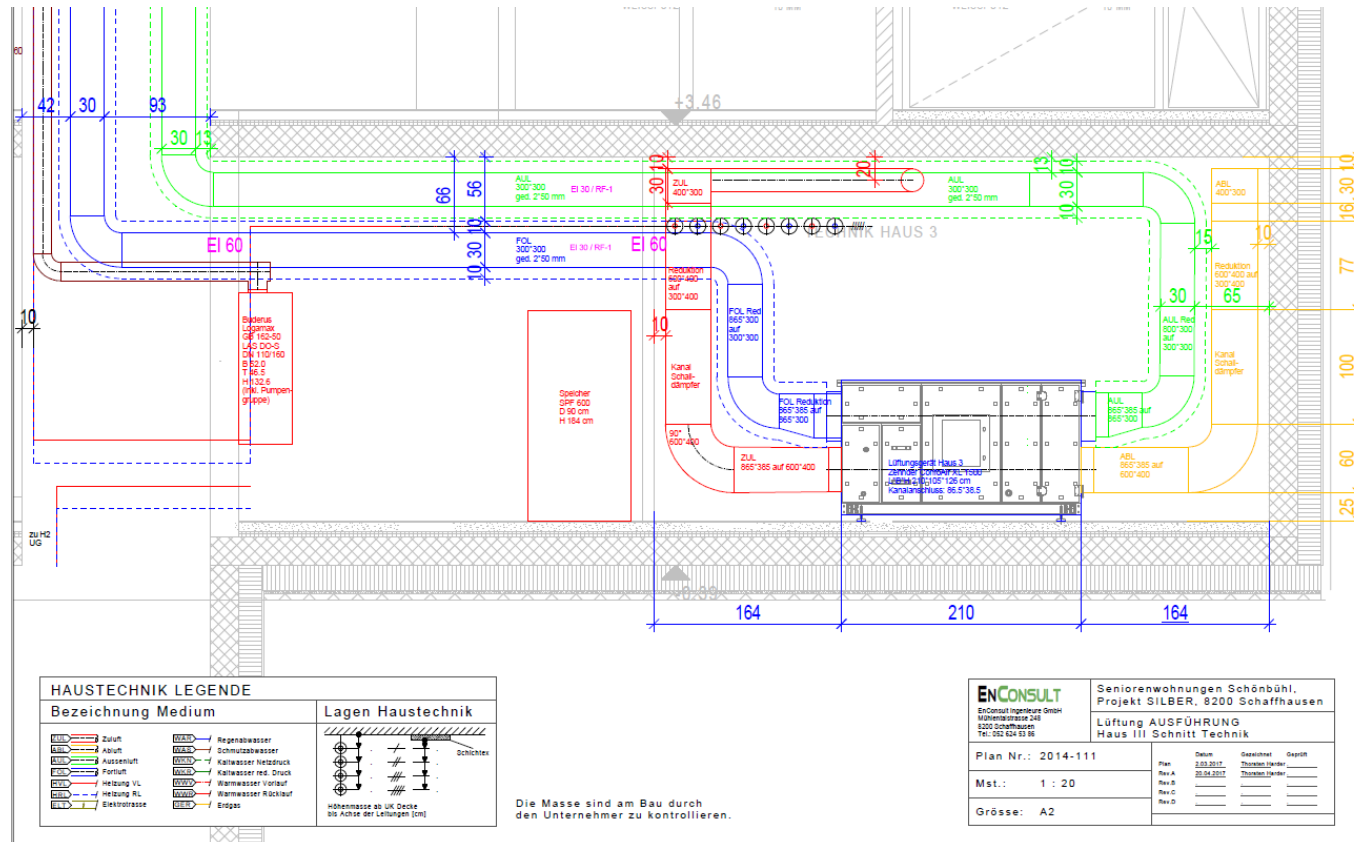 60
+3.46
42
30
93
30
13
10
66
56
10
30
10
AUL
300*300
ged. 2*50 mm
EI 30 / RF-1
EI 60
FOL
300*300
ged. 2*50 mm
EI 30 / RF-1
EI 60
10
30
ZUL
400*300
20
AUL
300*300
ged. 2*50 mm
13
10
30
10
TECHNIK HAUS 3
ABL
400*300
10
30
16
77
100
60
25
15
10
30
65
Reduktion
600*400 auf
300*400
Reduktion
auf
300*400
10
FOL Red.
865*300
auf
300*300
AUL Red.
auf
300*300
Kanal
Schall-
dämpfer
Kanal
Schall-
dämpfer
Buderus
Logamax
GB 162-50
LAS DO-S
DN 110/160
B 52.0
T 46.5
H 132.6
(inkl. Pumpen-
gruppe)
Speicher
SPF 600
D 90 cm
H 184 cm
90°
600*400
ZUL
865*385 auf 600*400
FOL Reduktion
865*385 auf
865*300
AUL
865*385 auf
865*300
ABL
865*385 auf
600*400
Lüftungsgerät Haus 3
Zehnder ComfoAir XL 1500
Kanalanschluss: 86.5*38.5
zu H2
UG
164
210
164
HAUSTECHNIK LEGENDE
Bezeichnung Medium
Lagen Haustechnik
ZUL Zuluft
ABL Abluft
AUL Aussenluft
FOL Fortluft
HVL Heizung VL
HRL Heizung RL
ELT Elektrotrasse
WAR Regenabwasser
WAS Schmutzabwasser
WKN Kaltwasser Netzdruck
WKR Kaltwasser red. Druck
WWV Warmwasser Vorlauf
WWR Warmwasser Rücklauf
GER Erdgas
Schichtex
Höhenmasse ab UK Decke
bis Achse der Leitungen [cm]
Die Masse sind am Bau durch
den Unternehmer zu kontrollieren.
ENCONSULT
EnConsult Ingenieure GmbH
Mühlentalstrasse 248
8200 Schaffhausen
Tel.: 052 624 53 86
Seniorenwohnungen Schönbühl,
Projekt SILBER, 8200 Schaffhausen
Lüftung AUSFÜHRUNG
Haus III Schnitt Technik
Plan Nr.: 2014-111
Mst.: 1 : 20
Grösse: A2
Datum Gezeichnet Geprüft
Plan 2.03.2017 Thorsten Harder
Rev.A 20.04.2017 Thorsten Harder
Rev.B
Rev.C
Rev.D